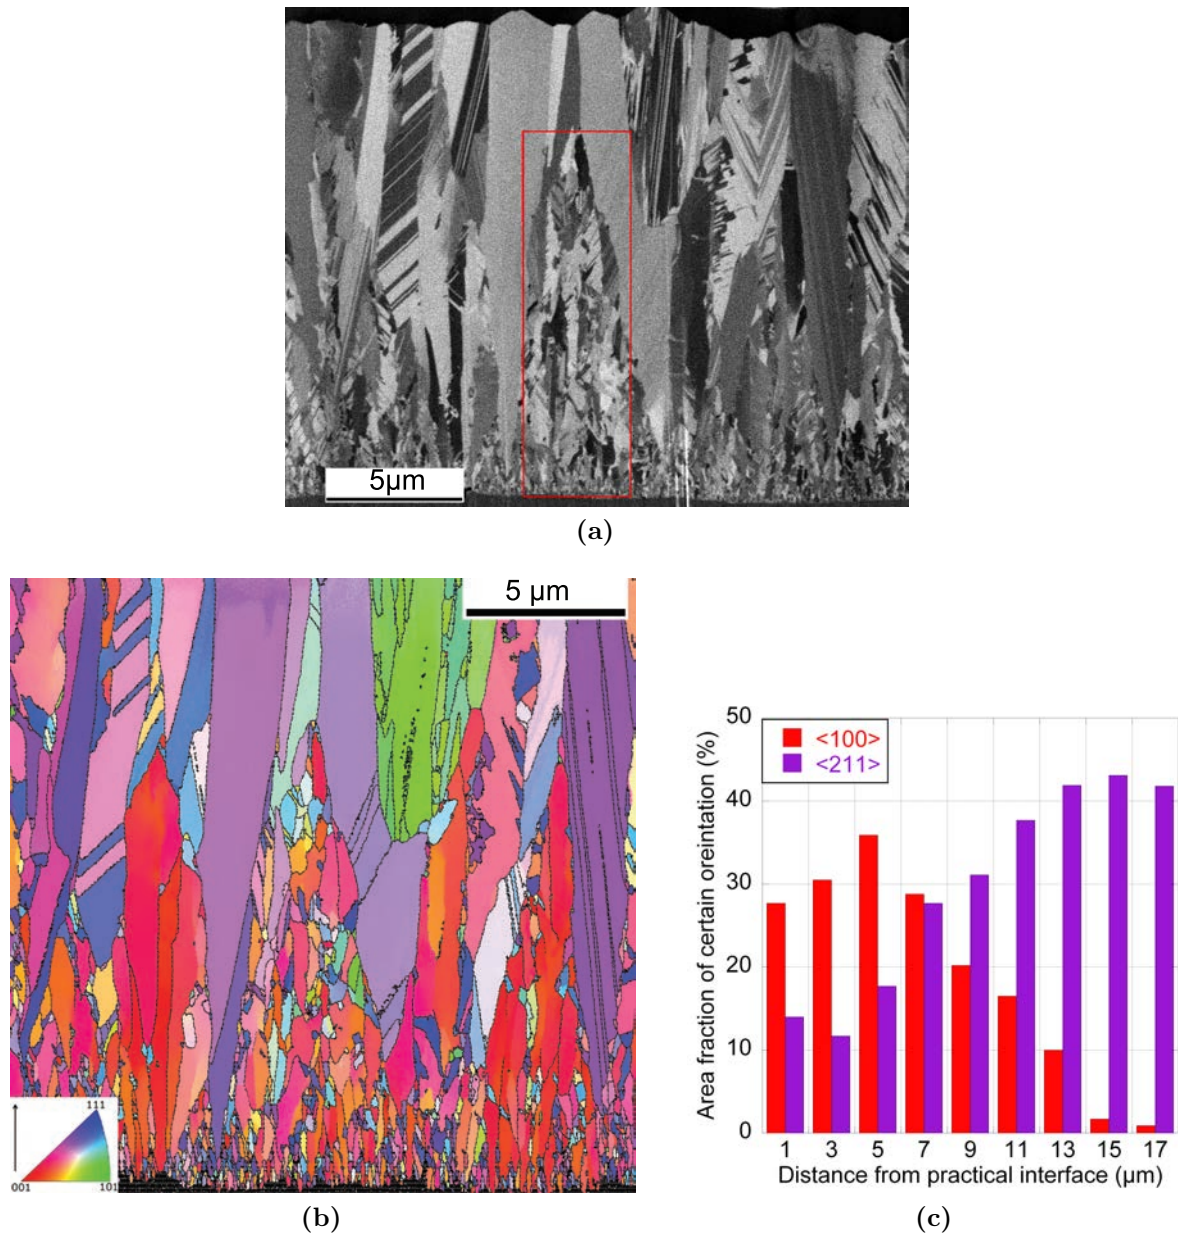 5μm
(a)
5 μm
111
001
101
(b)
Area fraction of certain oreintation (%)
50
40
30
20
10
0
<100>
<211>
1 3 5 7 9 11 13 15 17
Distance from practical interface (μm)
(c)